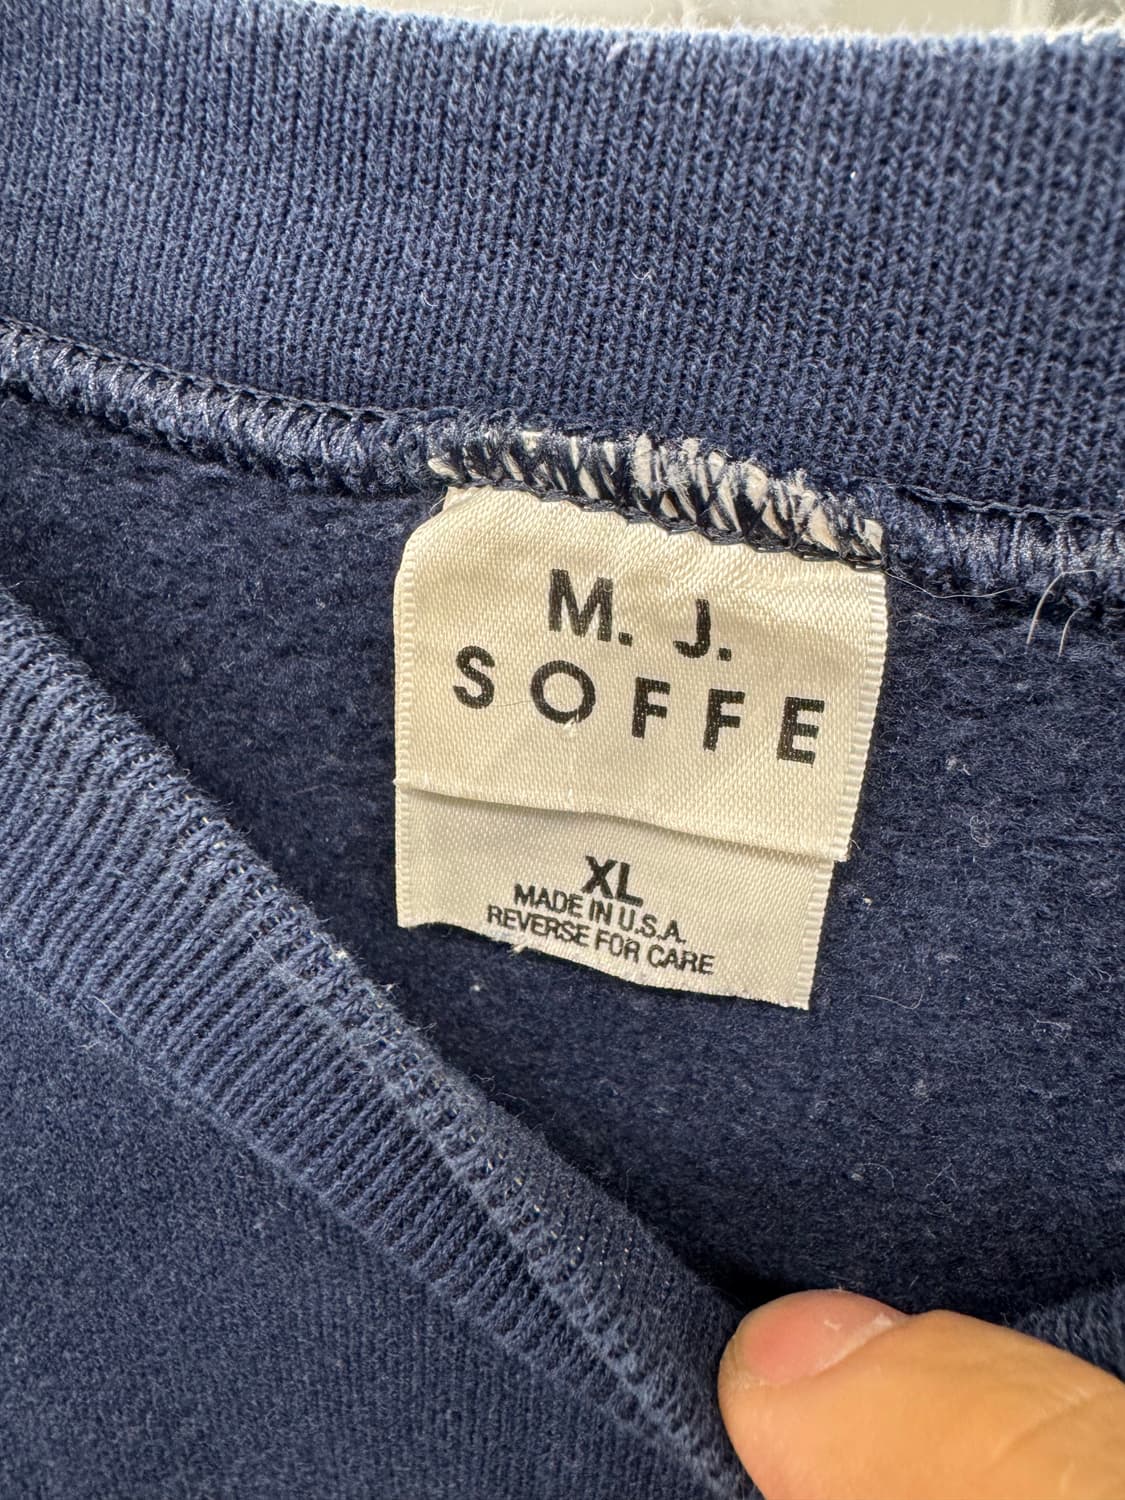 M. J.
SOFFE
XL
MADE IN U.S.A.
REVERSE FOR CARE